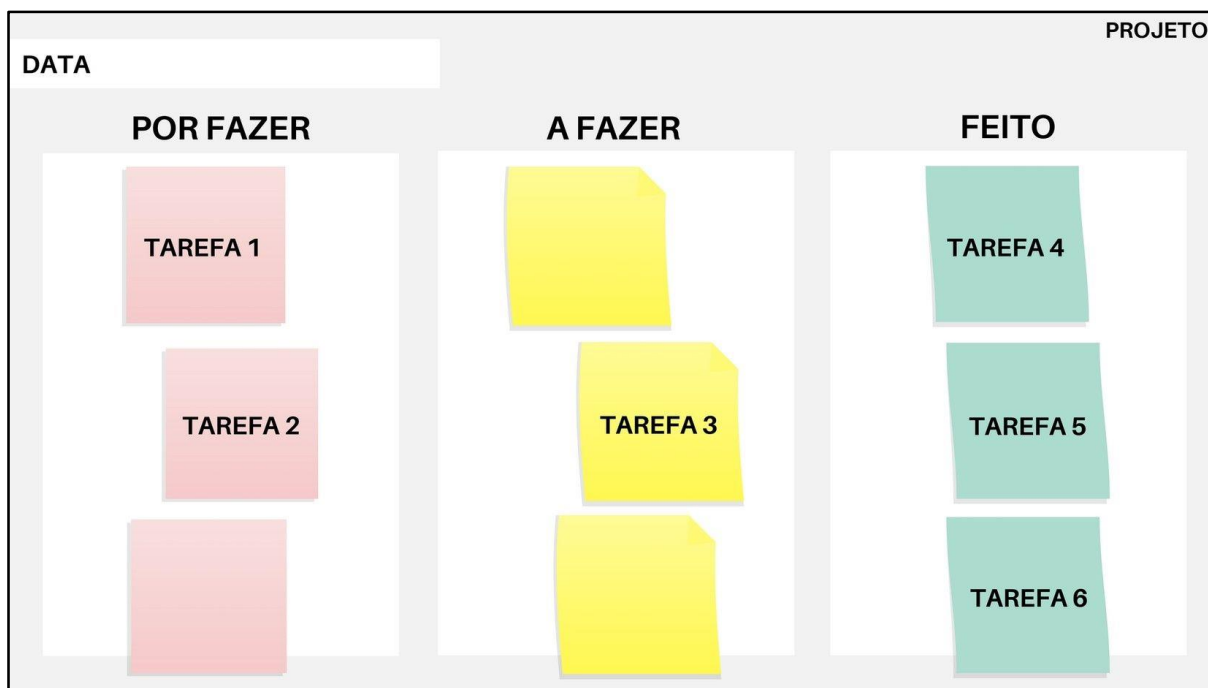 PROJETO
DATA
POR FAZER
A FAZER
FEITO
TAREFA 1
TAREFA 2
TAREFA 3
TAREFA 4
TAREFA 5
TAREFA 6